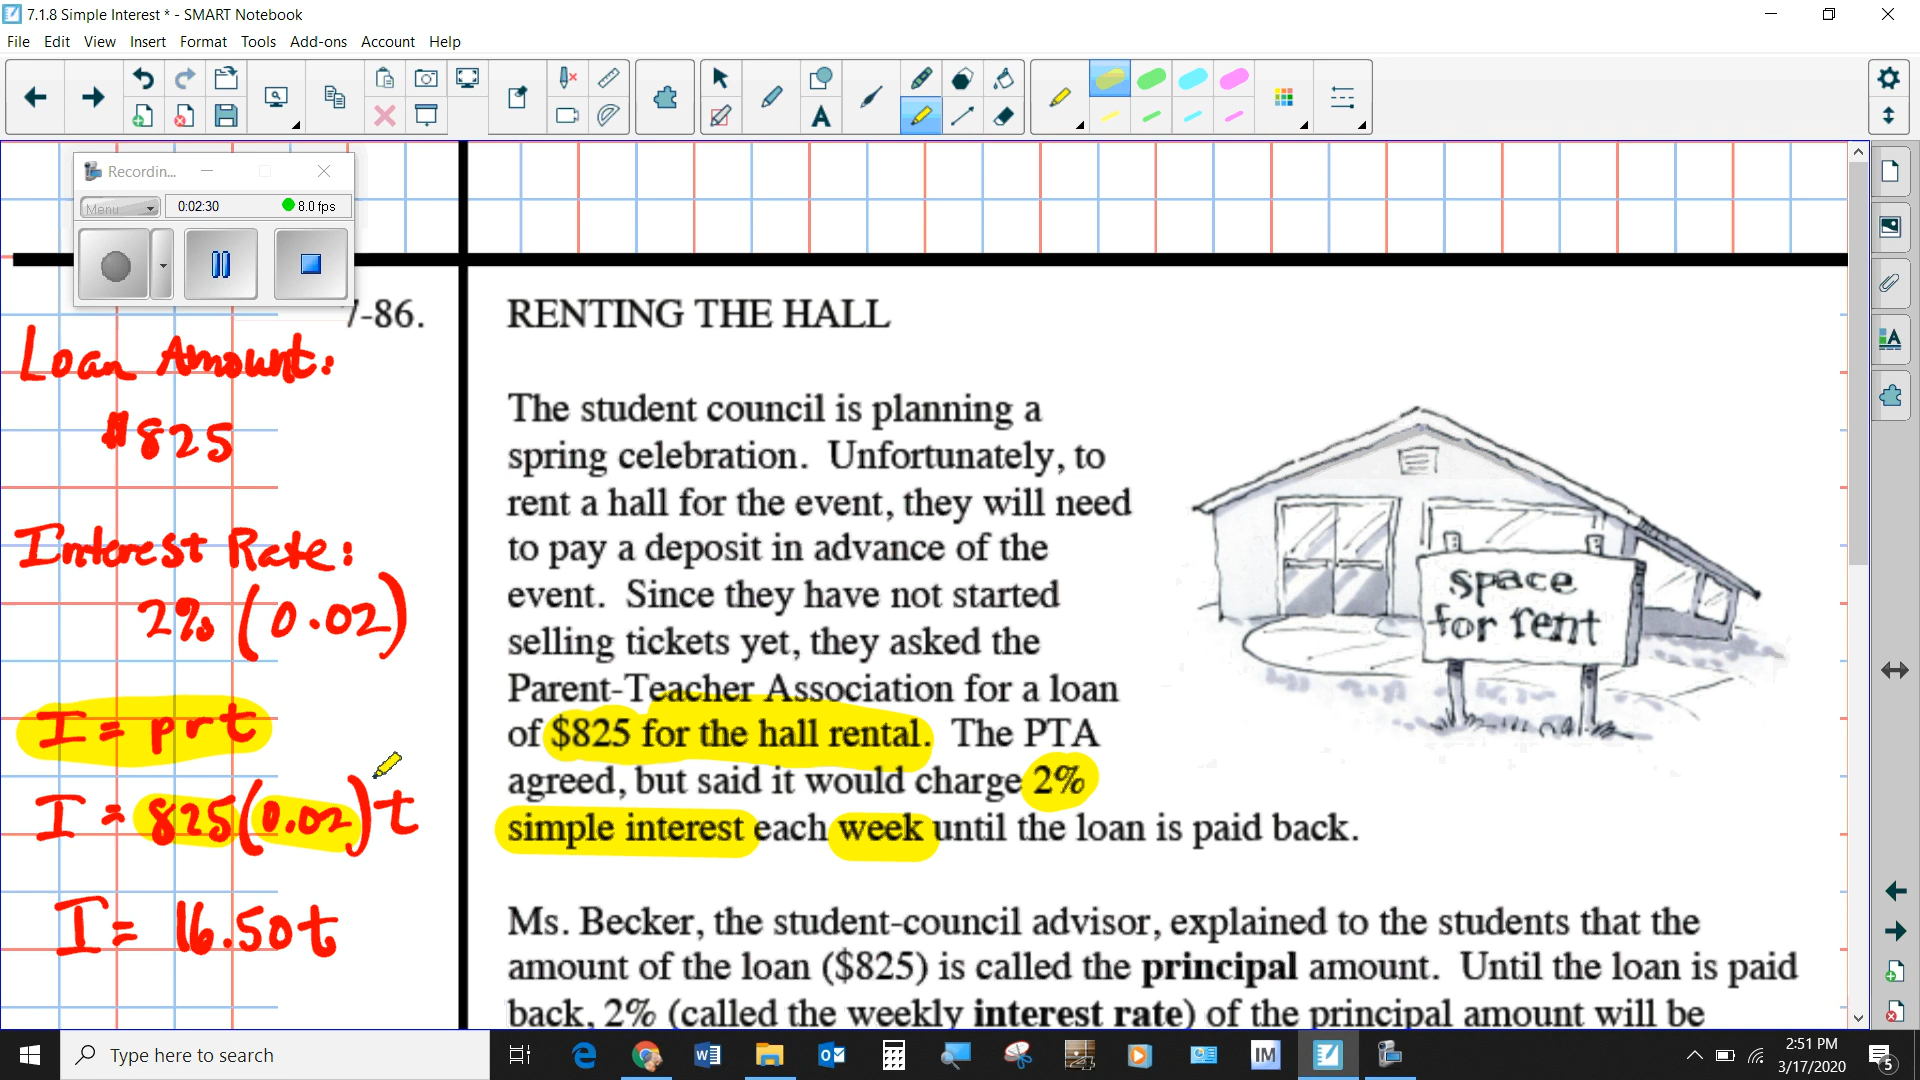 7.1.8 Simple Interest * - SMART Notebook
File Edit View Insert Format Tools Add-ons Account Help
Recordin...
Menu 0:02:30 8.0 fps
7-86. RENTING THE HALL
Loan Amount:
$825
Interest Rate:
2% (0.02)
I = prt
I = 825(0.02)t
I = 16.50t
The student council is planning a
spring celebration. Unfortunately, to
rent a hall for the event, they will need
to pay a deposit in advance of the
event. Since they have not started
selling tickets yet, they asked the
Parent-Teacher Association for a loan
of $825 for the hall rental. The PTA
agreed, but said it would charge 2%
simple interest each week until the loan is paid back.
space
for rent
Ms. Becker, the student-council advisor, explained to the students that the
amount of the loan ($825) is called the principal amount. Until the loan is paid
back, 2% (called the weekly interest rate) of the principal amount will be
Type here to search
IM
2:51 PM
3/17/2020
5